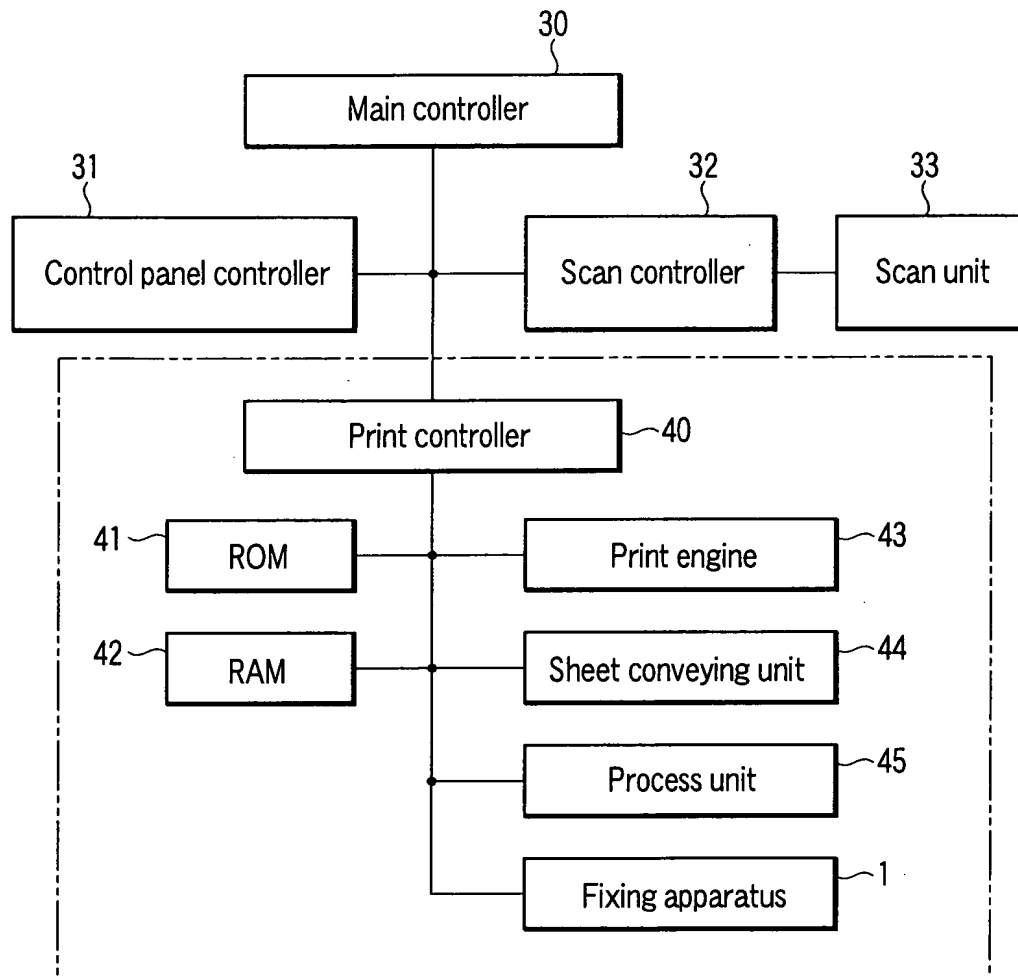 30
Main controller
31
32
33
Control panel controller
Scan controller
Scan unit
Print controller
40
41
ROM
Print engine
43
42
RAM
Sheet conveying unit
44
Process unit
45
Fixing apparatus
1